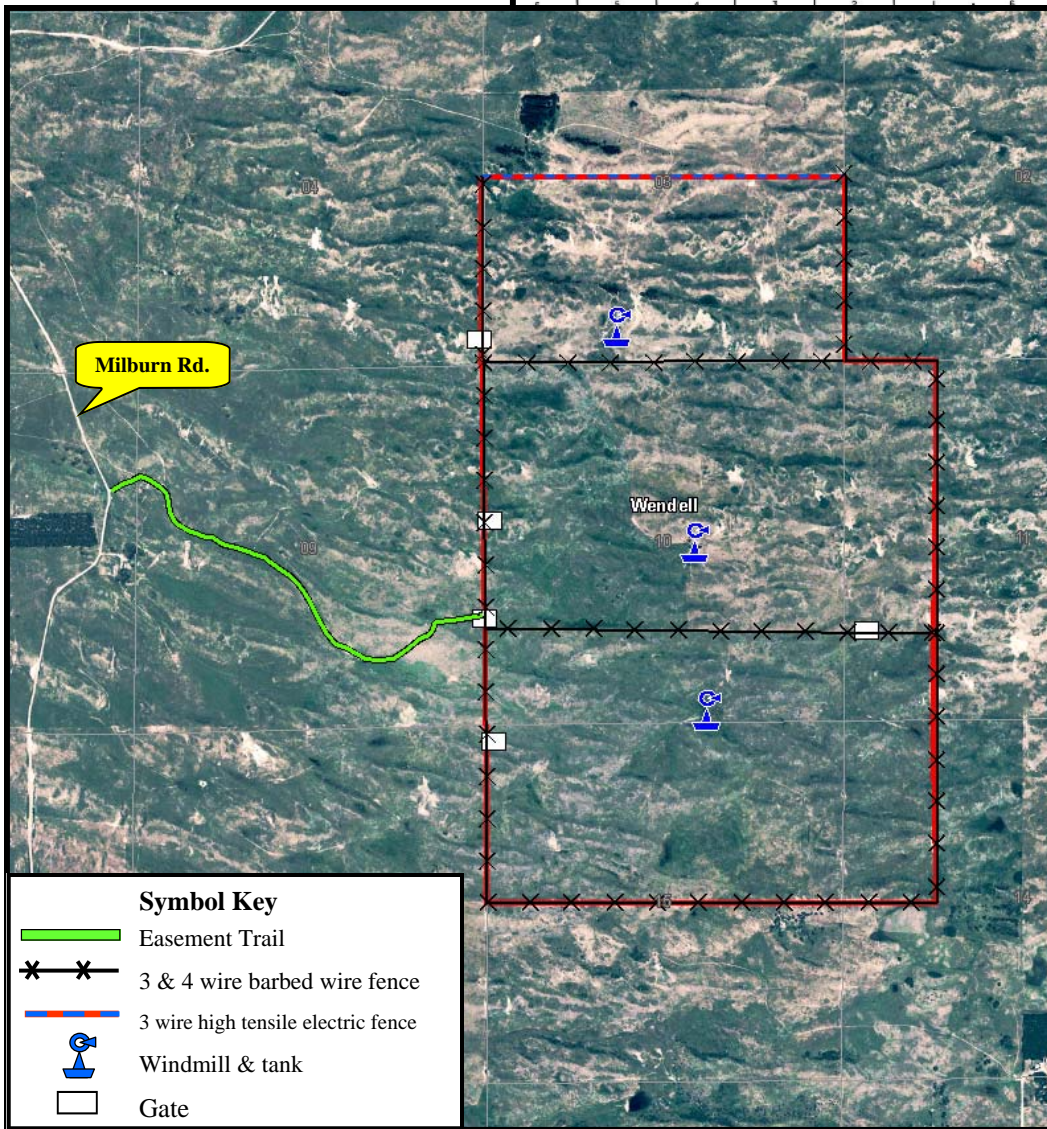 04
03
02
Milburn Rd.
Wendell
09
10
11
15
14
Symbol Key
Easement Trail
3 & 4 wire barbed wire fence
3 wire high tensile electric fence
Windmill & tank
Gate